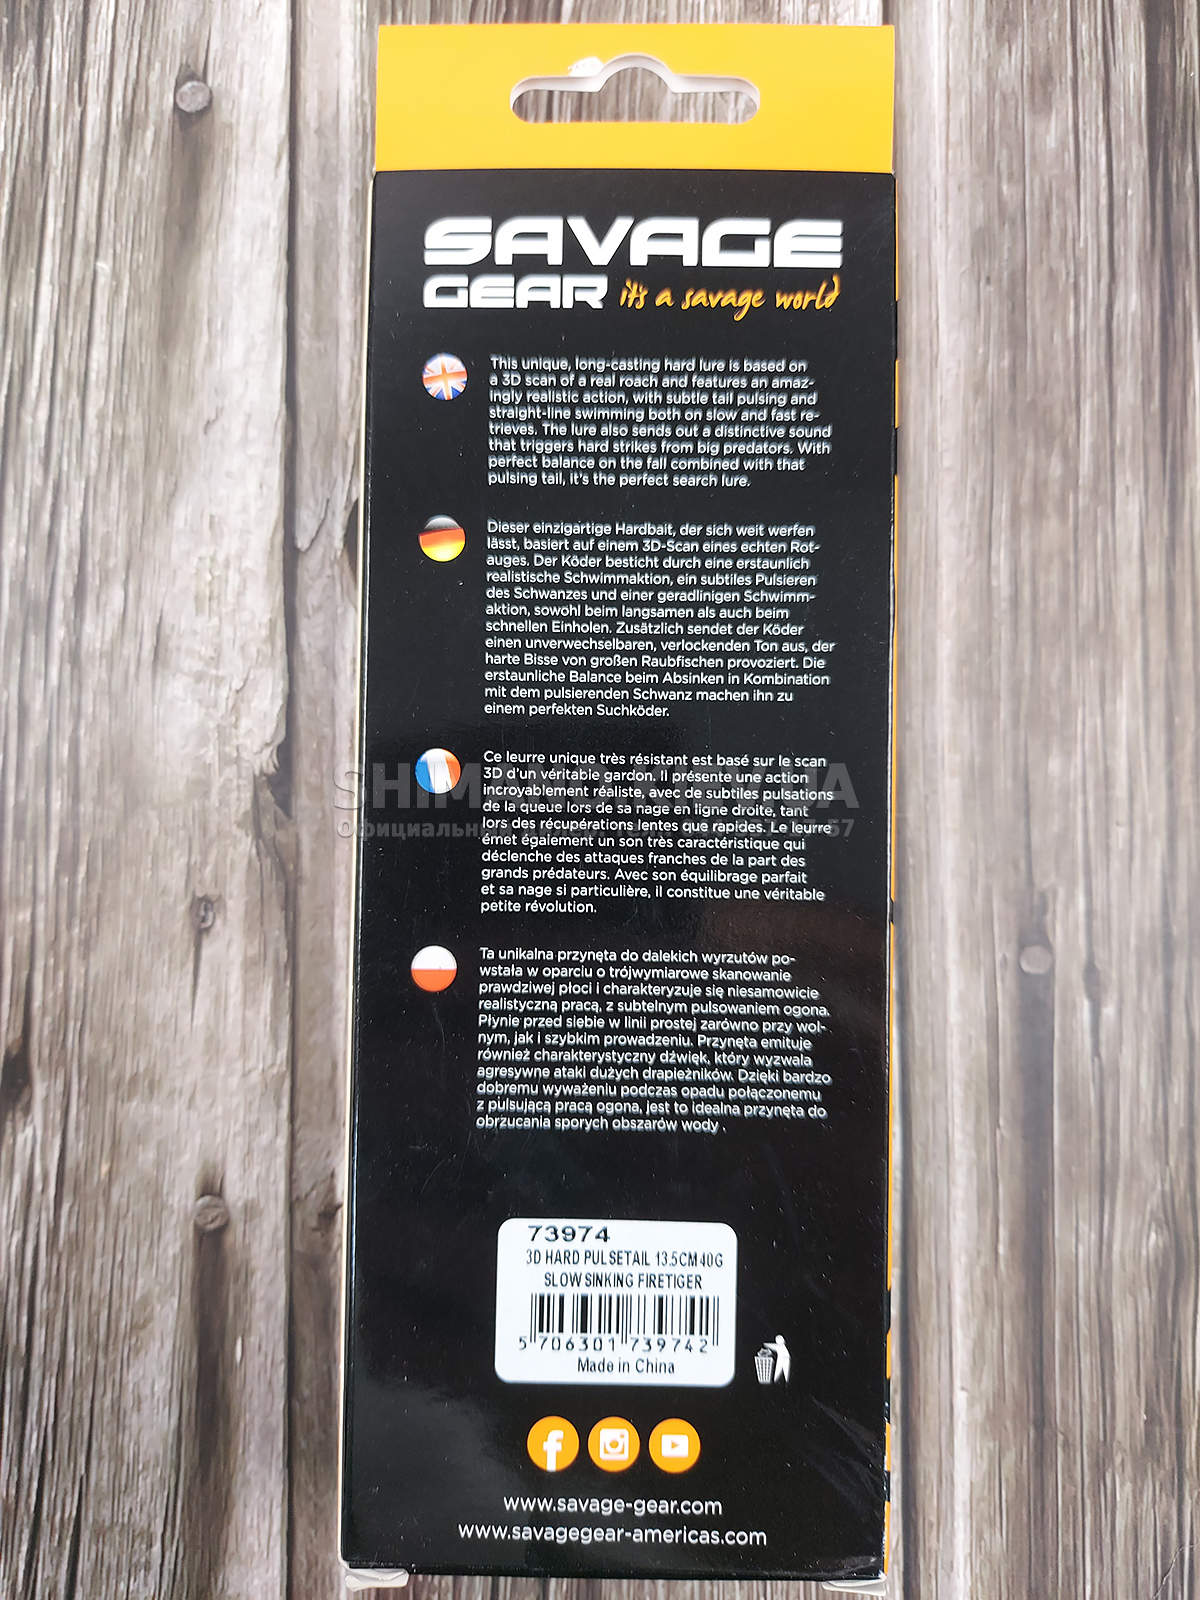 SAVAGE
GEAR it's a savage world
This unique, long-casting hard lure is based on
a 3D scan of a real roach and features an amaz-
ingly realistic action, with subtle tail pulsing and
straight-line swimming both on slow and fast re-
trieves. The lure also sends out a distinctive sound
that triggers hard strikes from big predators. With
perfect balance on the fall combined with that
pulsing tail, it's the perfect search lure.
Dieser einzigartige Hardbait, der sich weit werfen
lässt, basiert auf einem 3D-Scan eines echten Rot-
auges. Der Köder besticht durch eine erstaunlich
realistische Schwimmaktion, ein subtiles Pulsieren
des Schwanzes und einer geradlinigen Schwimm-
aktion, sowohl beim langsamen als auch beim
schnellen Einholen. Zusätzlich sendet der Köder
einen unverwechselbaren, verlockenden Ton aus, der
harte Bisse von großen Raubfischen provoziert. Die
erstaunliche Balance beim Absinken in Kombination
mit dem pulsierenden Schwanz machen ihn zu
einem perfekten Suchköder.
Ce leurre unique très résistant est basé sur le scan
3D d'un véritable gardon. Il présente une action
incroyablement réaliste, avec de subtiles pulsations
de la queue lors de sa nage en ligne droite, tant
lors des récupérations lentes que rapides. Le leurre
émet également un son très caractéristique qui
déclenche des attaques franches de la part des
grands prédateurs. Avec son équilibrage parfait
et sa nage si particulière, il constitue une véritable
petite révolution.
Ta unikalna przynęta do dalekich wyrzutów po-
wstała w oparciu o trójwymiarowe skanowanie
prawdziwej płoci i charakteryzuje się niesamowicie
realistyczną pracą, z subtelnym pulsowaniem ogona.
Płynie przed siebie w linii prostej zarówno przy wol-
nym, jak i szybkim prowadzeniu. Przynęta emituje
również charakterystyczny dźwięk, który wyzwala
agresywne ataki dużych drapieżników. Dzięki bardzo
dobremu wyważeniu podczas opadu połączonemu
z pulsującą pracą ogona, jest to idealna przynęta do
obrzucania sporych obszarów wody .
73974
3D HARD PULSETAIL 13.5CM 40G
SLOW SINKING FIRETIGER
5 706301 739742
Made in China
www.savage-gear.com
www.savagegear-americas.com